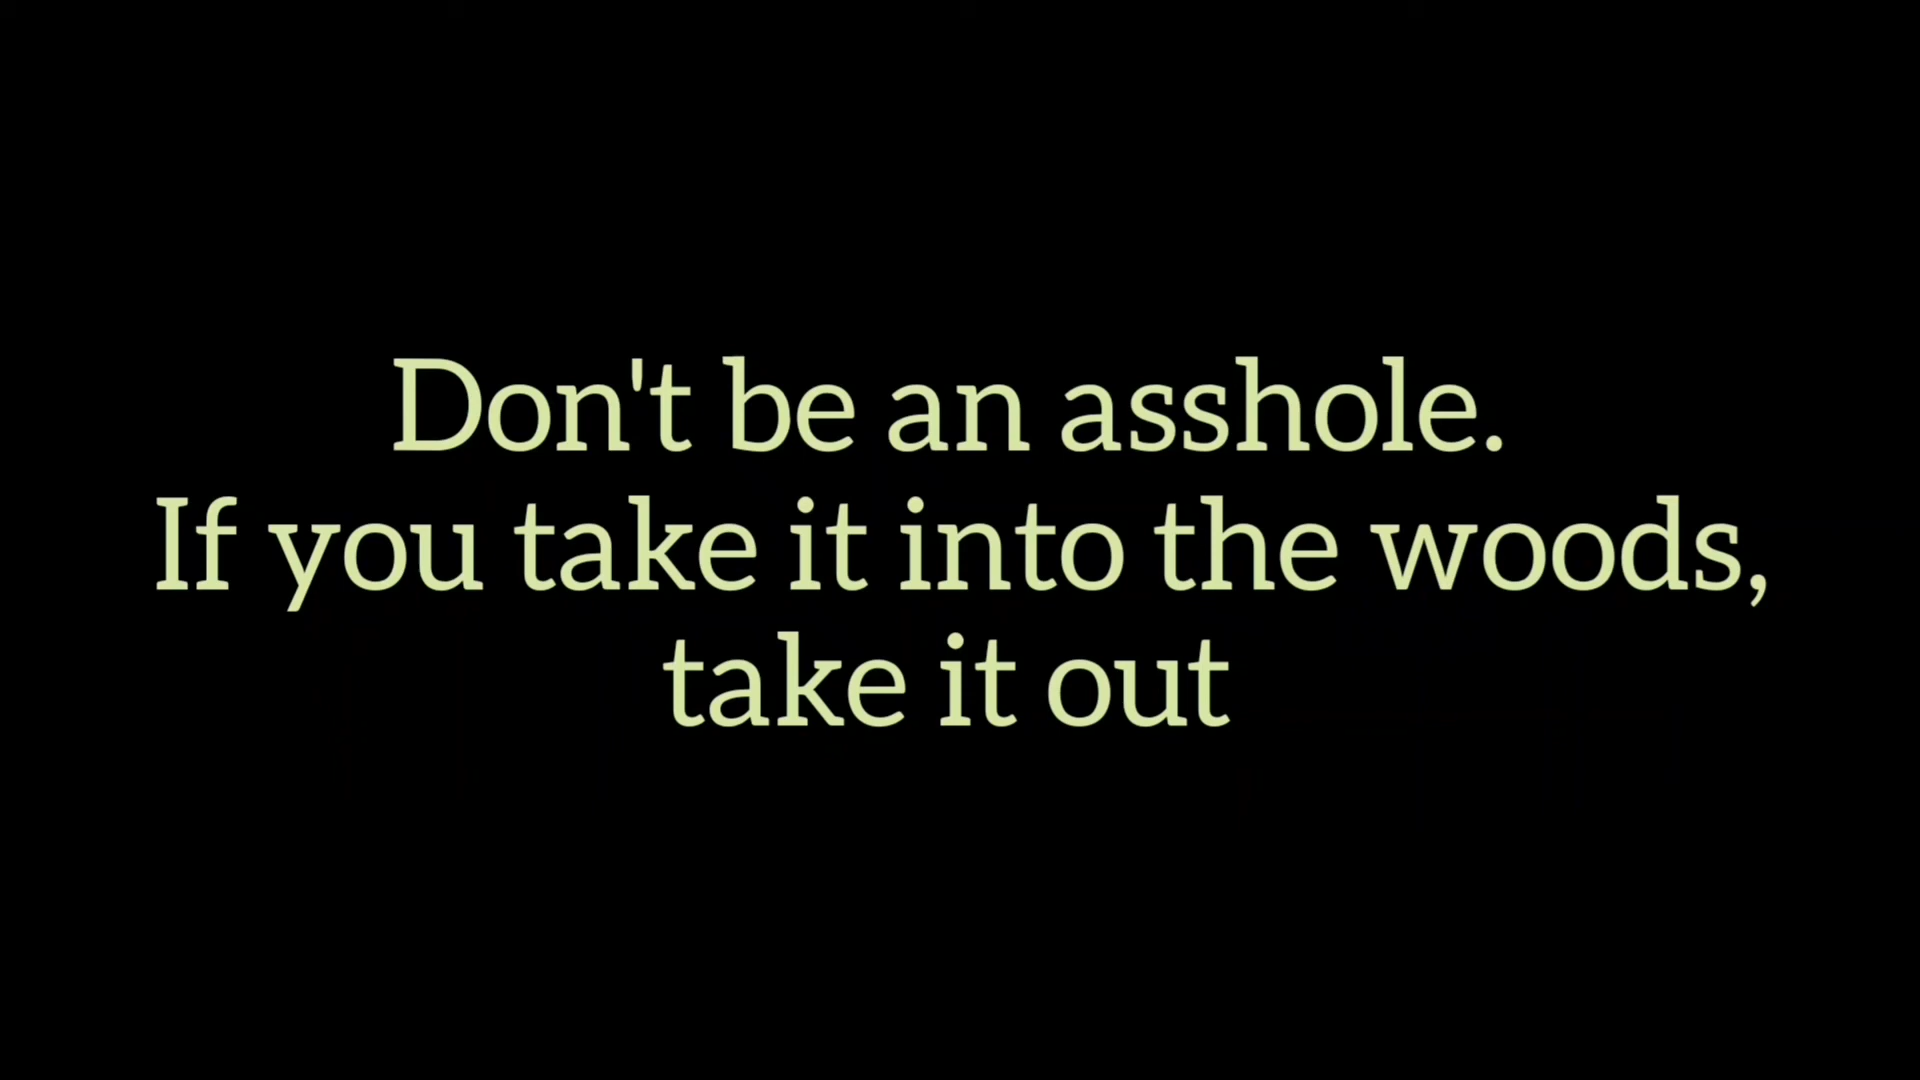 Don't be an asshole.
If you take it into the woods,
take it out